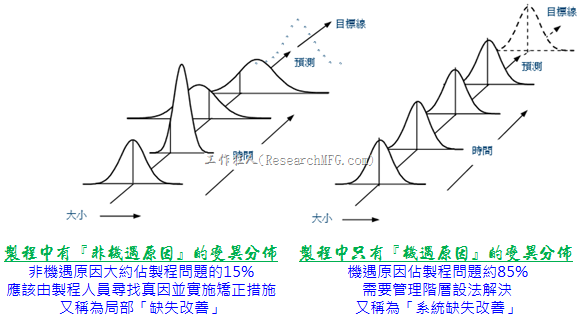 目標線
預測
時間
大小
目標線
預測
時間
大小
工作狂人(ResearchMFG.com)
製程中有『非機遇原因』的變異分佈
非機遇原因大約佔製程問題的15%
應該由製程人員尋找真因並實施矯正措施
又稱為局部「缺失改善」
製程中只有『機遇原因』的變異分佈
機遇原因佔製程問題約85%
需要管理階層設法解決
又稱為「系統缺失改善」